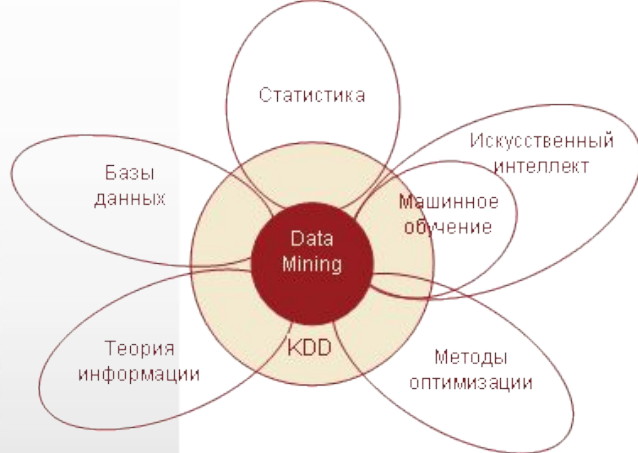 Статистика
Искусственный
интеллект
Базы
данных
Машинное
обучение
Data
Mining
KDD
Теория
информации
Методы
оптимизации